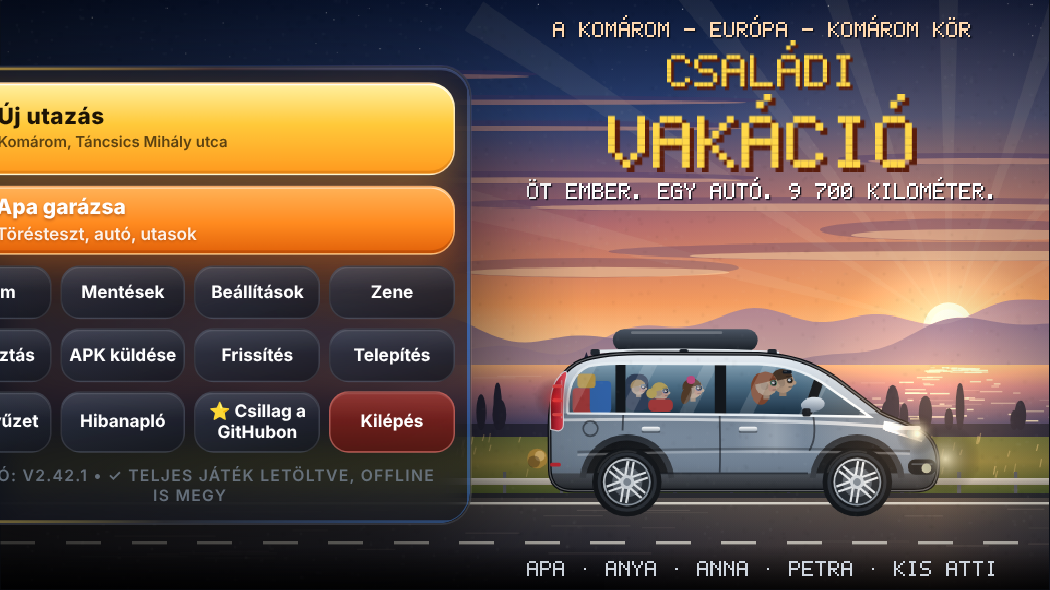 A KOMÁROM - EURÓPA - KOMÁROM KÖR
CSALÁDI
VAKÁCIÓ
ÖT EMBER. EGY AUTÓ. 9 700 KILOMÉTER.
Új utazás
Komárom, Táncsics Mihály utca
Apa garázsa
Törésteszt, autó, utasok
m
Mentések
Beállítások
Zene
ztás
APK küldése
Frissítés
Telepítés
űzet
Hibanapló
⭐ Csillag a
GitHubon
Kilépés
Ó: V2.42.1 • ✓ TELJES JÁTÉK LETÖLTVE, OFFLINE
IS MEGY
APA · ANYA · ANNA · PETRA · KIS ATTI